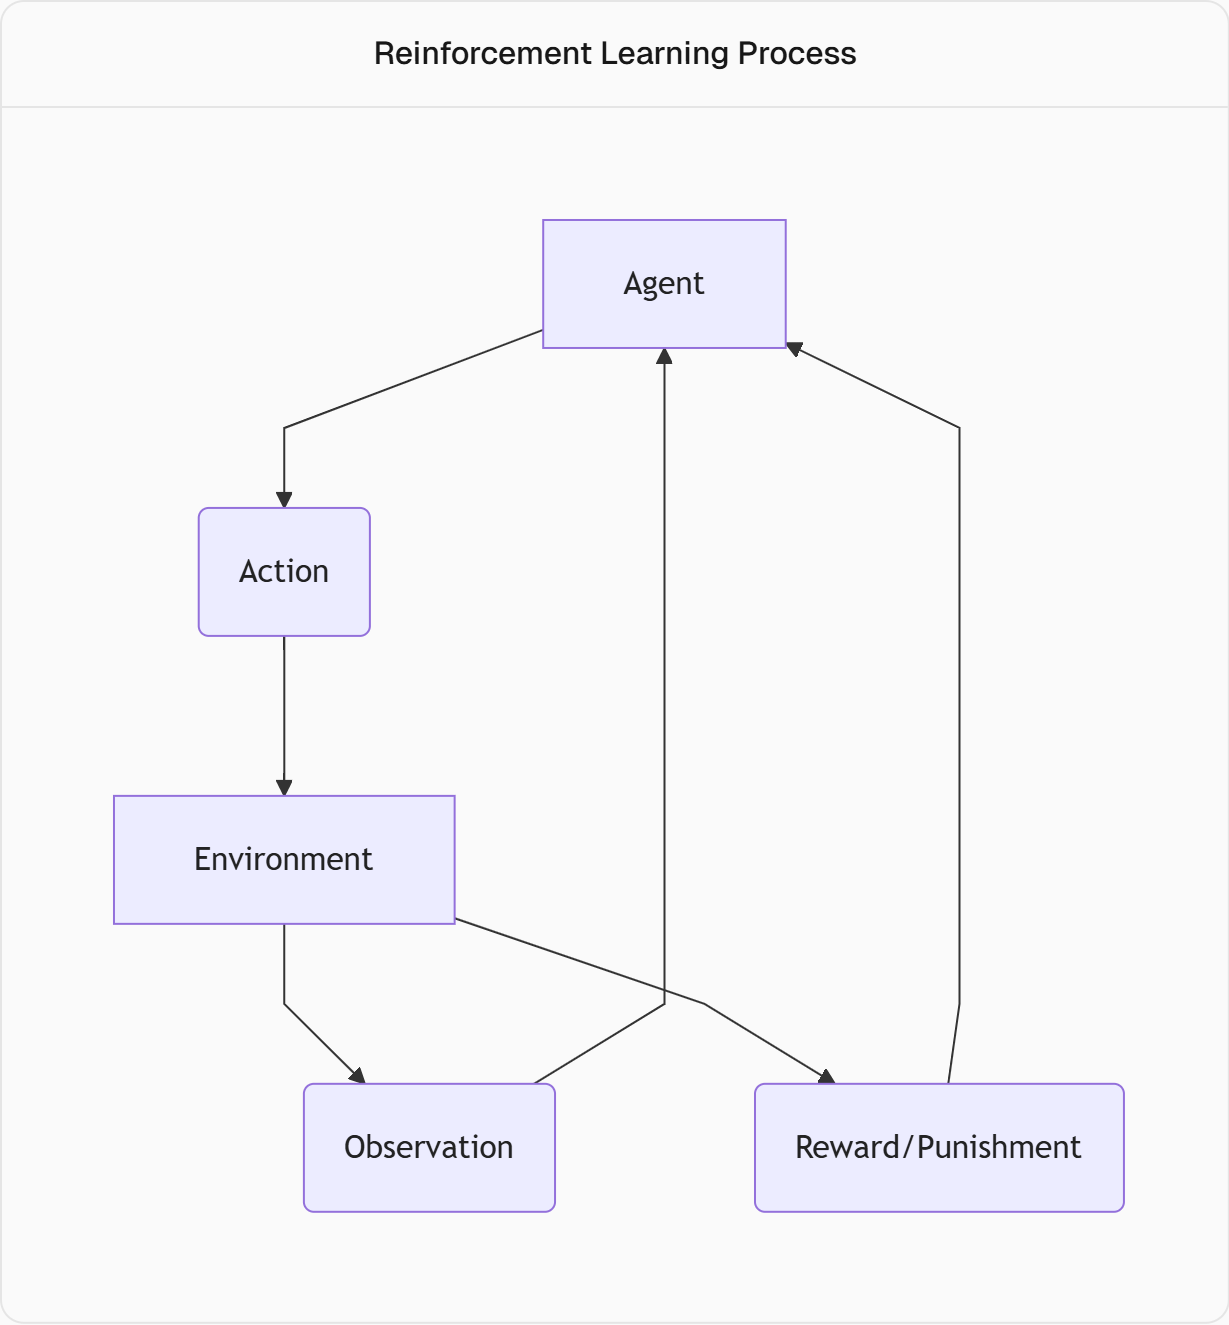 Reinforcement Learning Process
Agent
Action
Environment
Observation
Reward/Punishment